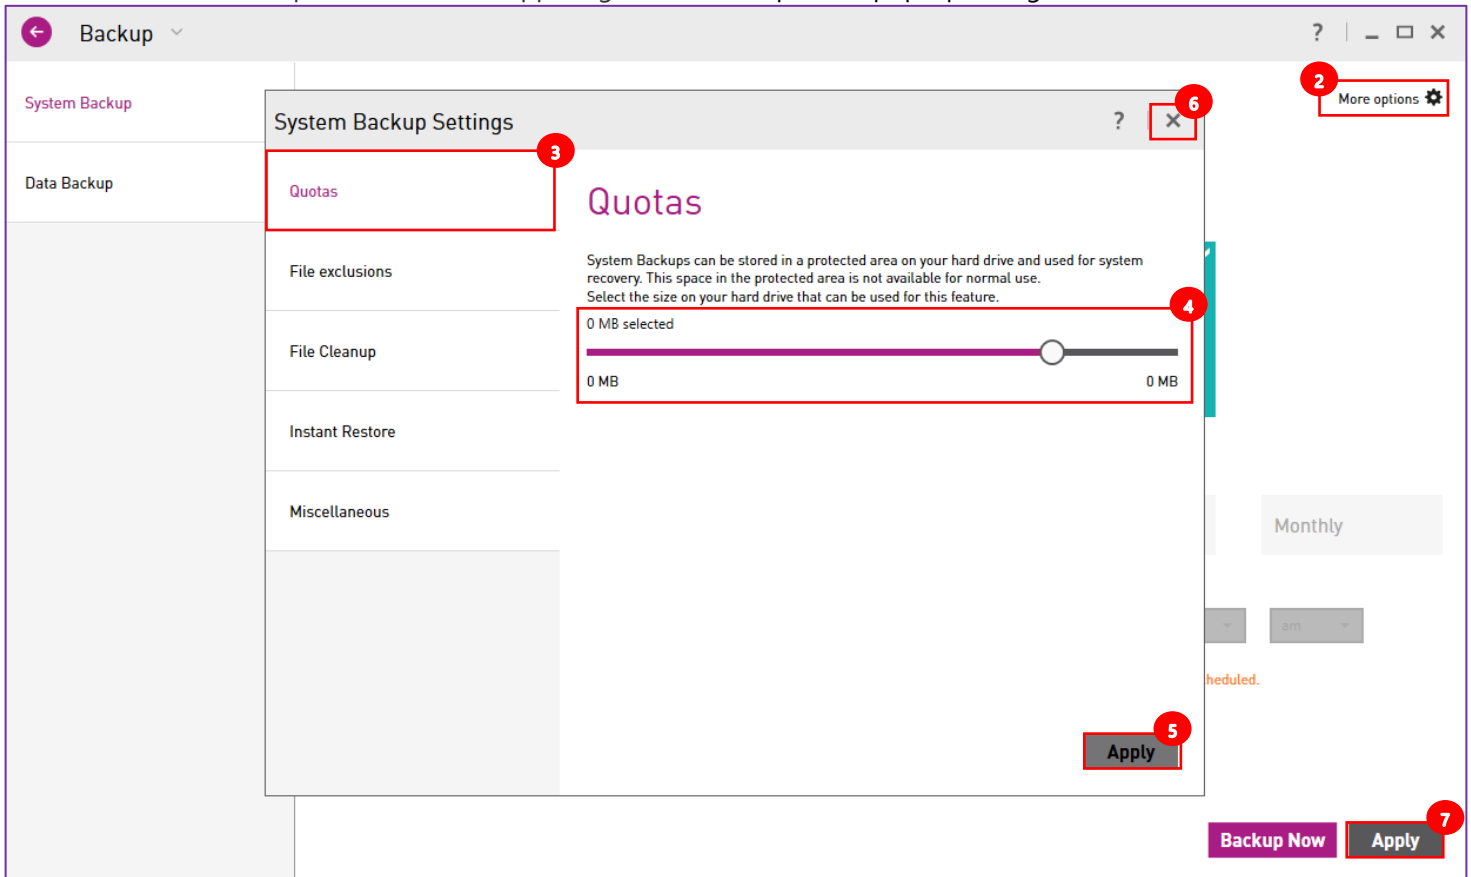 Backup
?
System Backup
2
More options
System Backup Settings
?
6
3
Data Backup
Quotas
Quotas
System Backups can be stored in a protected area on your hard drive and used for system
recovery. This space in the protected area is not available for normal use.
Select the size on your hard drive that can be used for this feature.
4
0 MB selected
0 MB
0 MB
File exclusions
File Cleanup
Instant Restore
Miscellaneous
Monthly
am
heduled.
5
Apply
7
Backup Now
Apply